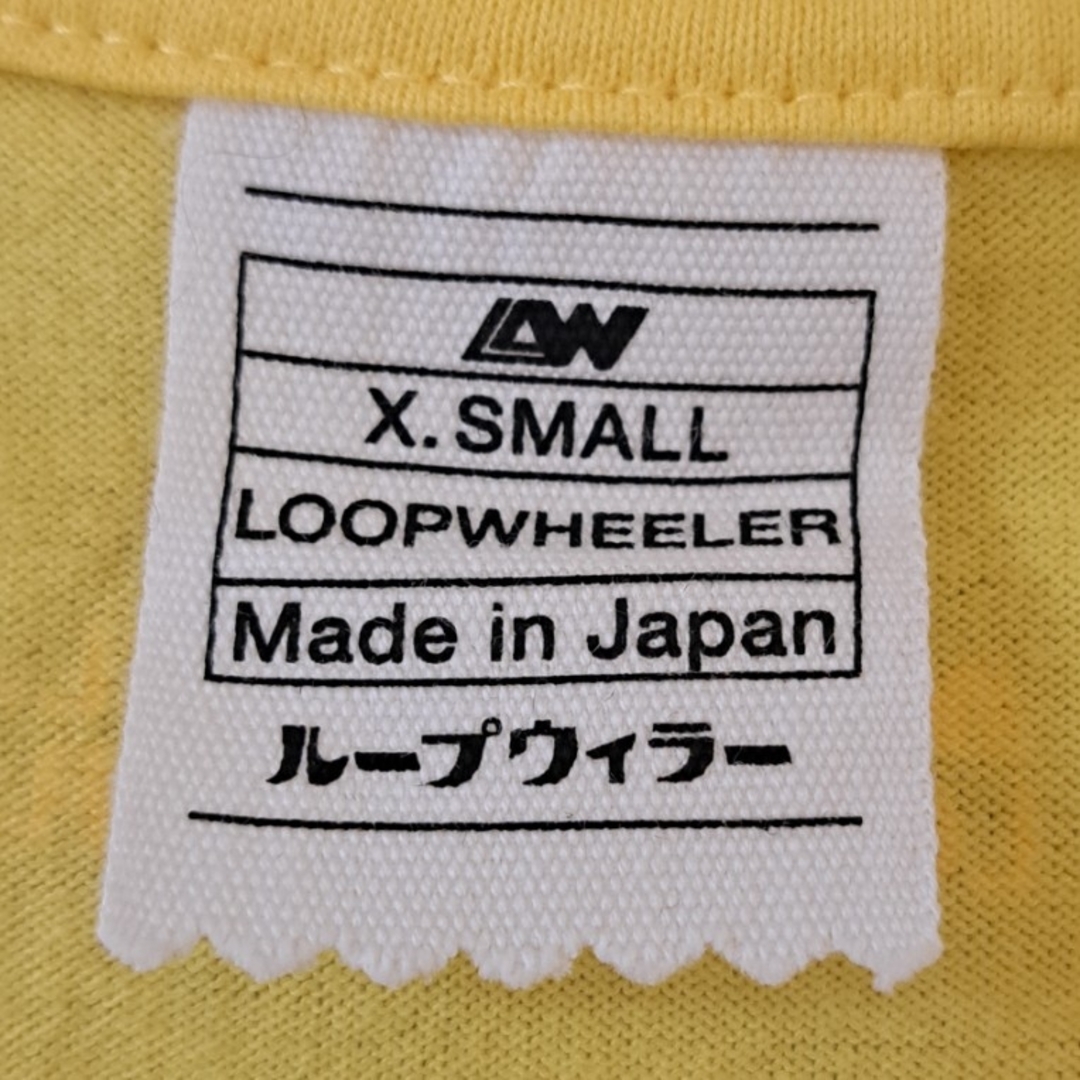 LW
X. SMALL
LOOPWHEELER
Made in Japan
ループウィラー